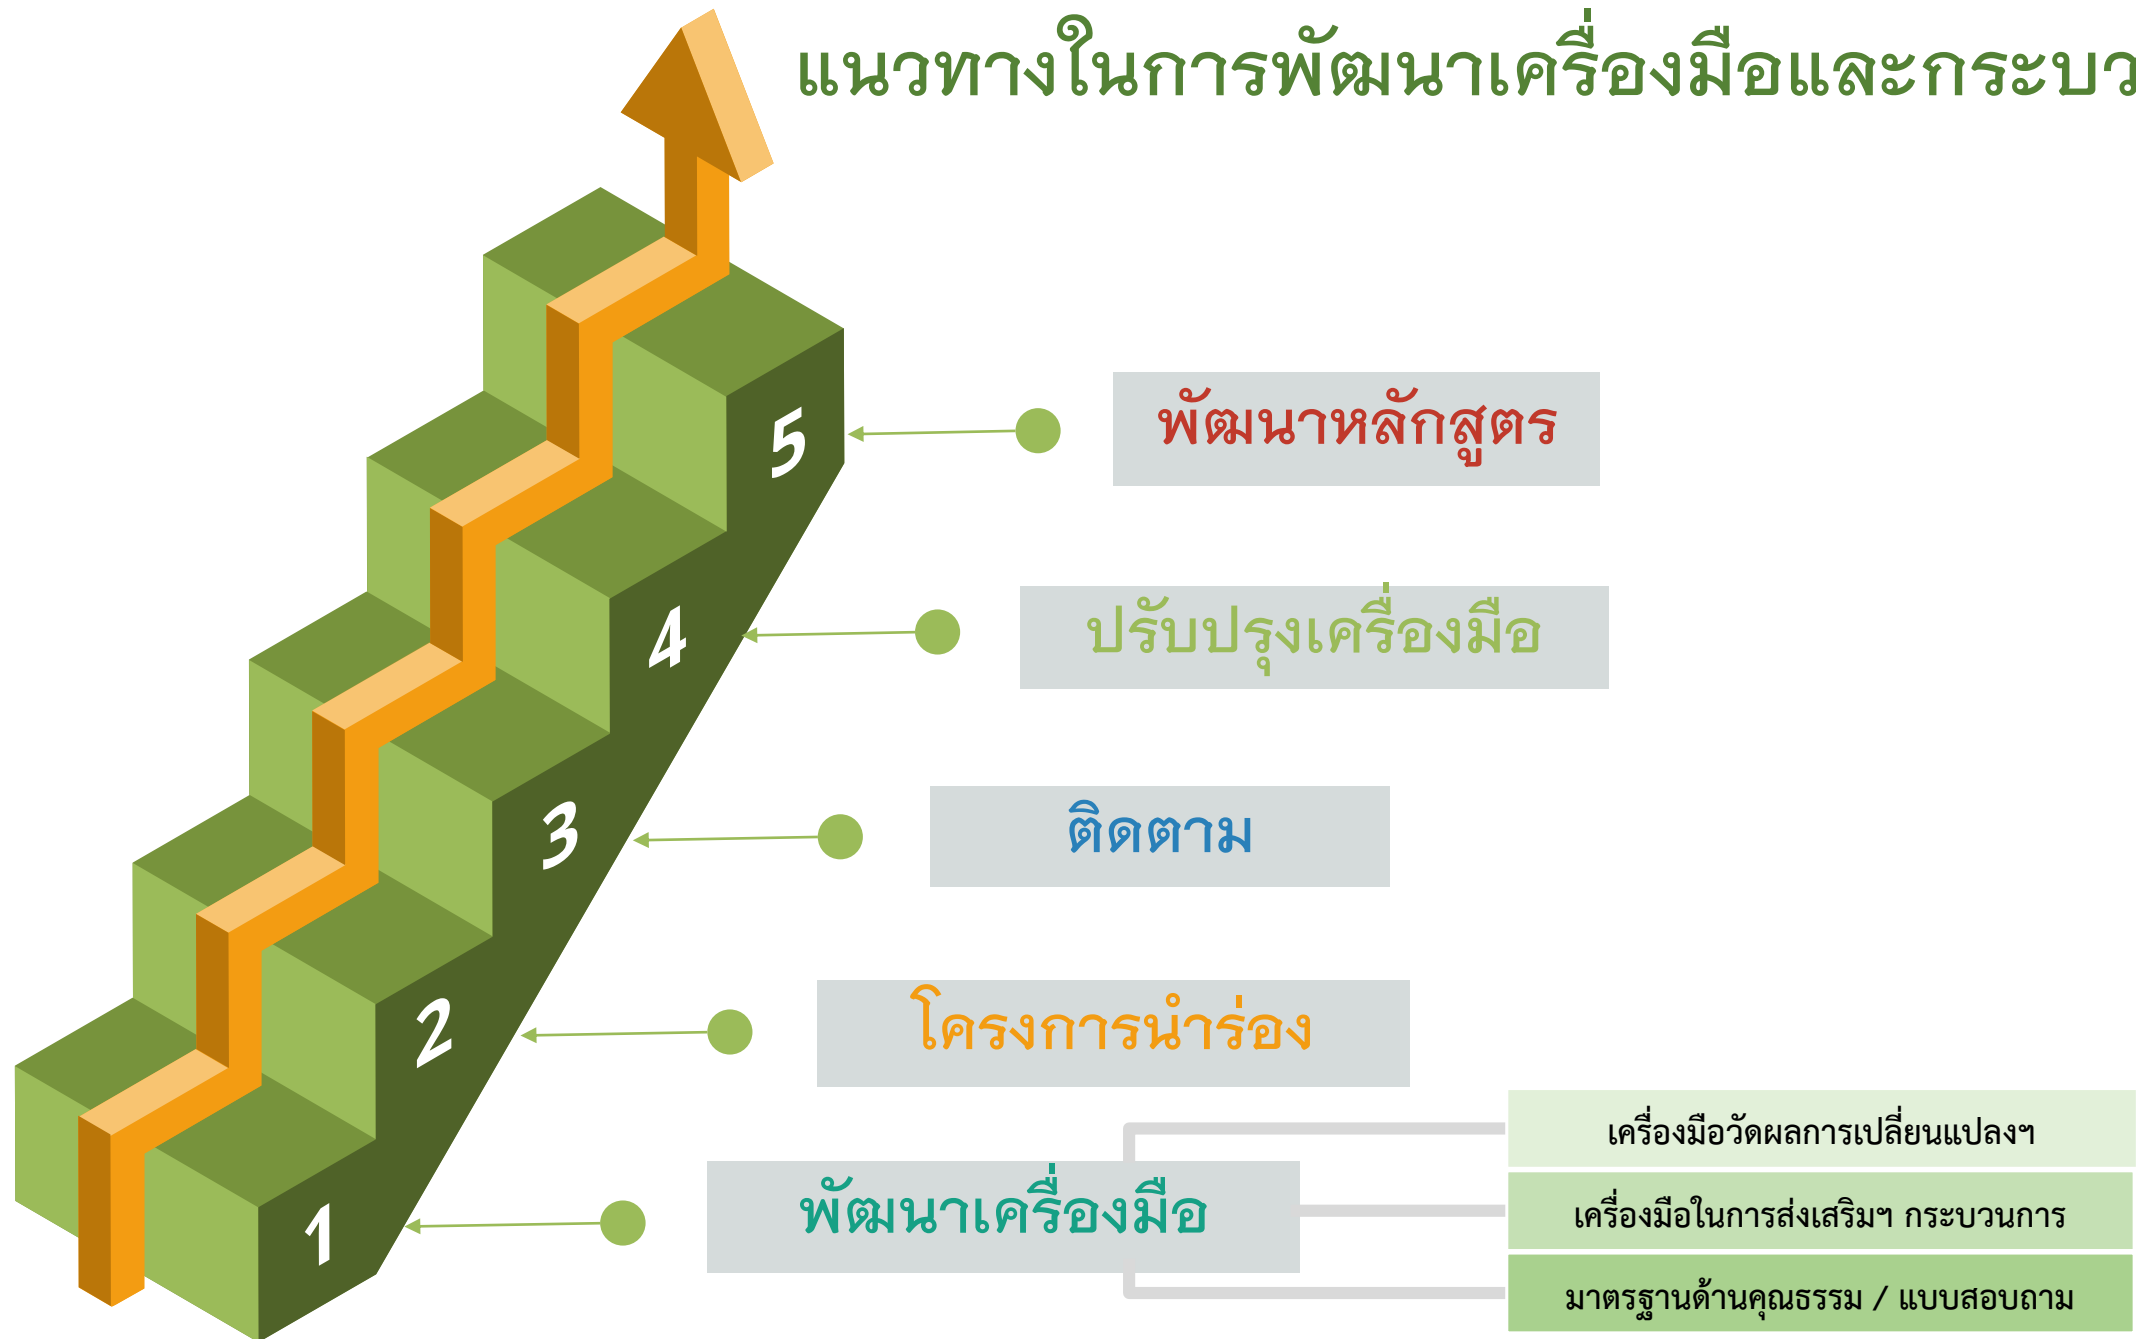 แนวทางในการพัฒนาเครื่องมือและกระบว
5
พัฒนาหลักสูตร
4
ปรับปรุงเครื่องมือ
3
ติดตาม
2
โครงการนำร่อง
1
พัฒนาเครื่องมือ
เครื่องมือวัดผลการเปลี่ยนแปลงฯ
เครื่องมือในการส่งเสริมฯ กระบวนการ
มาตรฐานด้านคุณธรรม / แบบสอบถาม